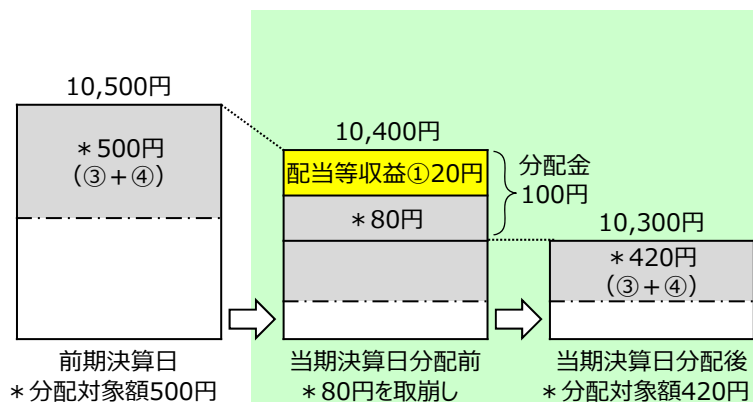 10,500円
＊500円
（③＋④）
前期決算日
＊分配対象額500円
10,400円
配当等収益①20円
＊80円
分配金
100円
当期決算日分配前
＊80円を取崩し
10,300円
＊420円
（③＋④）
当期決算日分配後
＊分配対象額420円